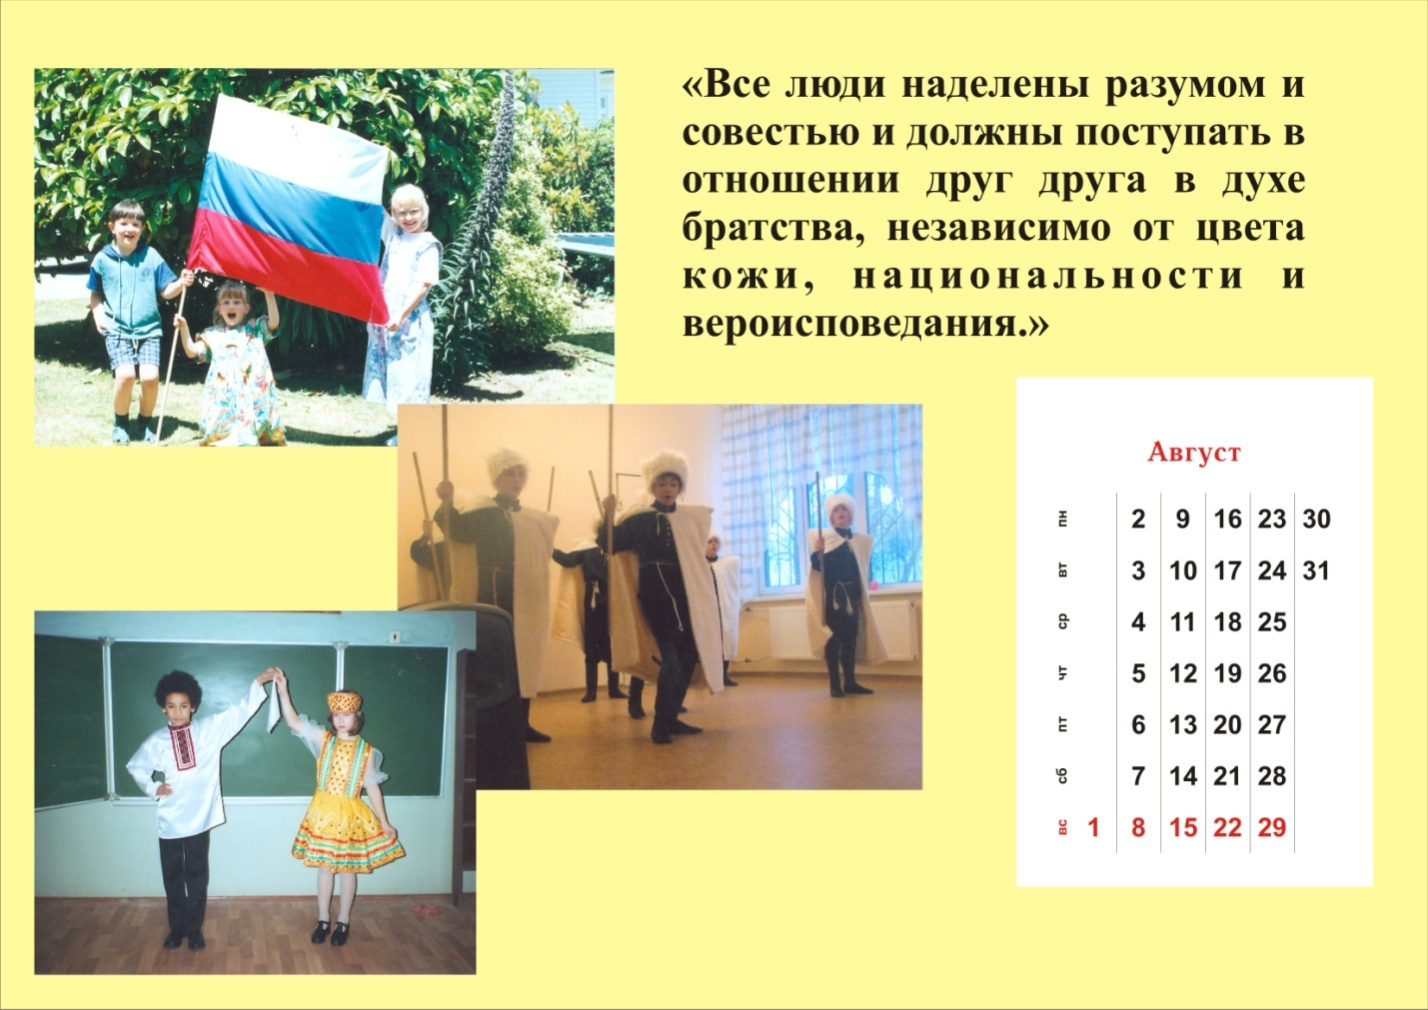 «Все люди наделены разумом и
совестью и должны поступать в
отношении друг друга в духе
братства, независимо от цвета
кожи, национальности и
вероисповедания.»
Август
пн 2 9 16 23 30
вт 3 10 17 24 31
ср 4 11 18 25
чт 5 12 19 26
пт 6 13 20 27
сб 7 14 21 28
вс 1 8 15 22 29